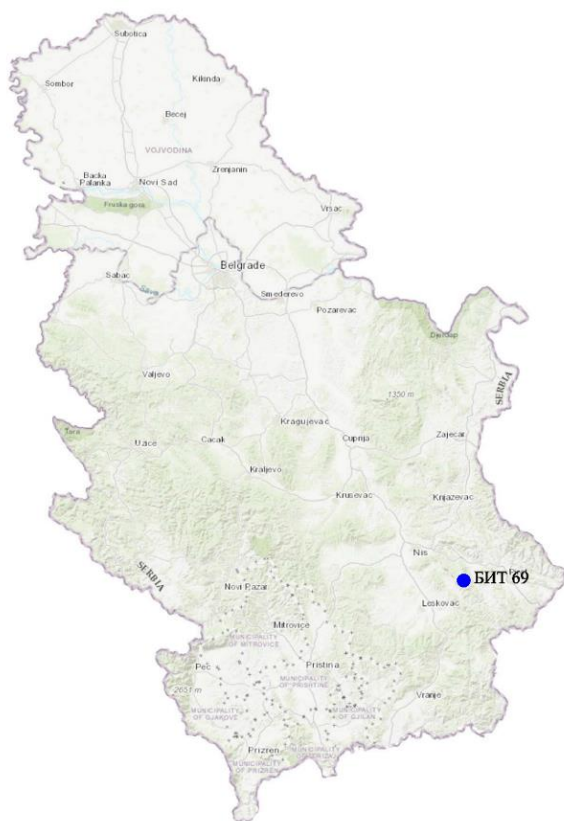 Subotica
Sombor
Kikinda
Becej
VOJVODINA
Backa
Palanka
Novi Sad
Zrenjanin
Fruska gora
Vrsac
Belgrade
Sabac
Sava
Smederevo
Pozarevac
Djerdap
Valjevo
1350 m
SERBIA
Tara
Uzice
Cacak
Kragujevac
Cuprija
Zajecar
Kraljevo
Krusevac
Knjazevac
Nis
SERBIA
Novi Pazar
БИТ 69
Leskovac
Mitrovice
MUNICIPALITY
OF MITROVICE
Pec
Pristina
2651 m
MUNICIPALITY
OF PRISHTINE
MUNICIPALITY
OF GJAKOVE
MUNICIPALITY
OF GJILAN
Vranje
Prizren
MUNICIPALITY
MUNICIPALITY
OF PRIZREN